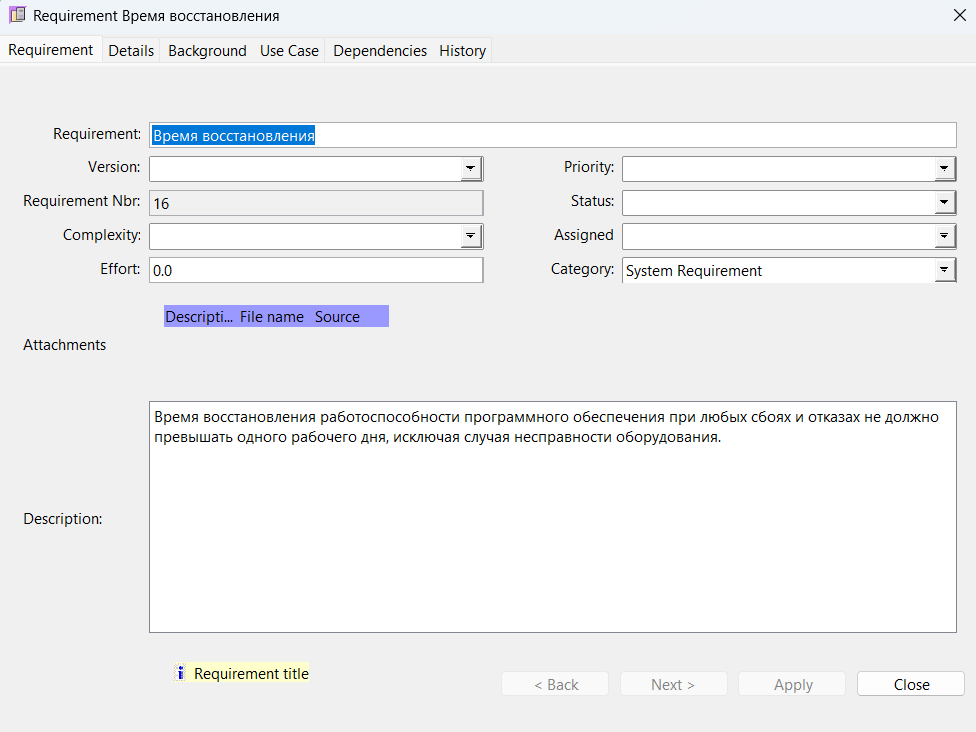 Requirement Время восстановления
Requirement Details Background Use Case Dependencies History
Requirement: Время восстановления
Version: Priority:
Requirement Nbr: 16 Status:
Complexity: Assigned
Effort: 0.0 Category: System Requirement
Descripti... File name Source
Attachments
Время восстановления работоспособности программного обеспечения при любых сбоях и отказах не должно
превышать одного рабочего дня, исключая случая несправности оборудования.
Description:
Requirement title
< Back Next > Apply Close